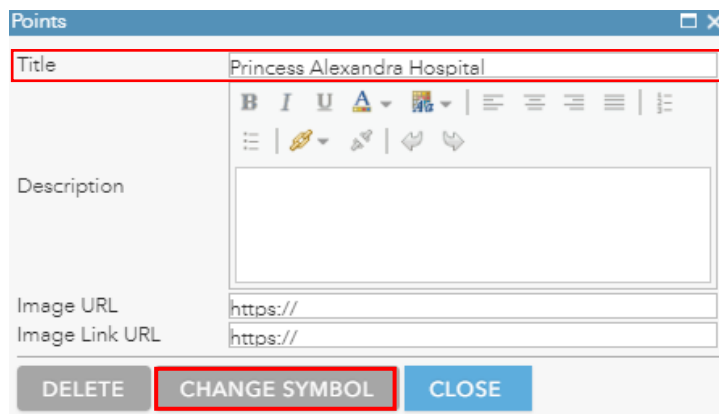 Points
Title Princess Alexandra Hospital
B I U A
Description
Image URL https://
Image Link URL https://
DELETE CHANGE SYMBOL CLOSE